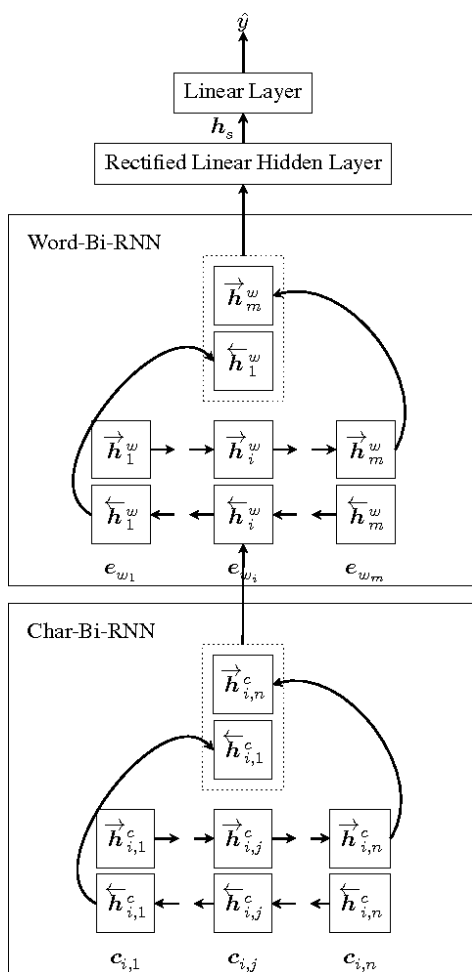 ŷ
Linear Layer
h_s
Rectified Linear Hidden Layer
Word-Bi-RNN
→h^w_m
←h^w_1
→h^w_1 →h^w_i →h^w_m
←h^w_1 ←h^w_i ←h^w_m
e_{w_1} e_{w_i} e_{w_m}
Char-Bi-RNN
→h^c_{i,n}
←h^c_{i,1}
→h^c_{i,1} →h^c_{i,j} →h^c_{i,n}
←h^c_{i,1} ←h^c_{i,j} ←h^c_{i,n}
c_{i,1} c_{i,j} c_{i,n}